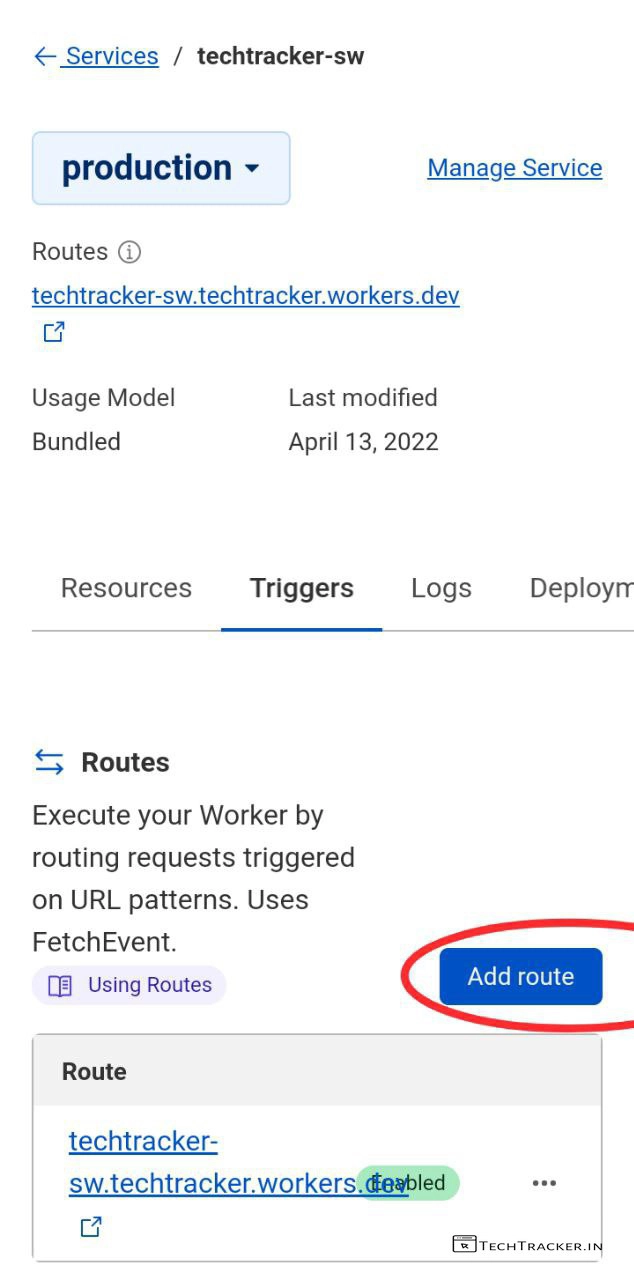 Services / techtracker-sw
production
Manage Service
Routes
techtracker-sw.techtracker.workers.dev
Usage Model Last modified
Bundled April 13, 2022
Resources Triggers Logs Deploym
Routes
Execute your Worker by
routing requests triggered
on URL patterns. Uses
FetchEvent.
Using Routes
Add route
Route
techtracker-
sw.techtracker.workers.dev Enabled
TECHTRACKER.IN